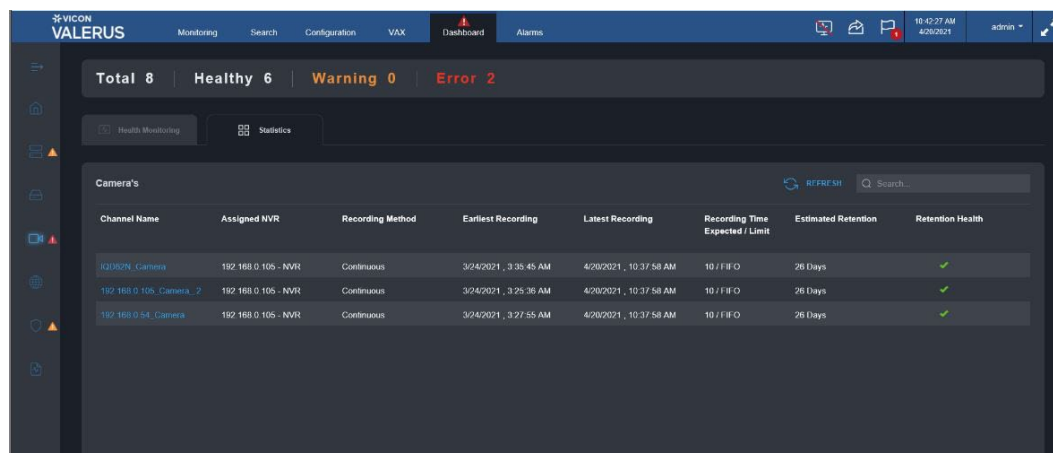 VICON
VALERUS
Monitoring Search Configuration VAX Dashboard Alarms
10:42:27 AM
4/20/2021
admin
1
Total 8 | Healthy 6 | Warning 0 | Error 2
Health Monitoring Statistics
Camera's REFRESH Search...
Channel Name Assigned NVR Recording Method Earliest Recording Latest Recording Recording Time Expected / Limit Estimated Retention Retention Health
IQD62N_Camera 192.168.0.105 - NVR Continuous 3/24/2021 , 3:35:45 AM 4/20/2021 , 10:37:58 AM 10 / FIFO 26 Days
192.168.0.105_Camera_.2 192.168.0.105 - NVR Continuous 3/24/2021 , 3:25:36 AM 4/20/2021 , 10:37:58 AM 10 / FIFO 26 Days
192.168.0.54_Camera 192.168.0.105 - NVR Continuous 3/24/2021 , 3:27:55 AM 4/20/2021 , 10:37:58 AM 10 / FIFO 26 Days